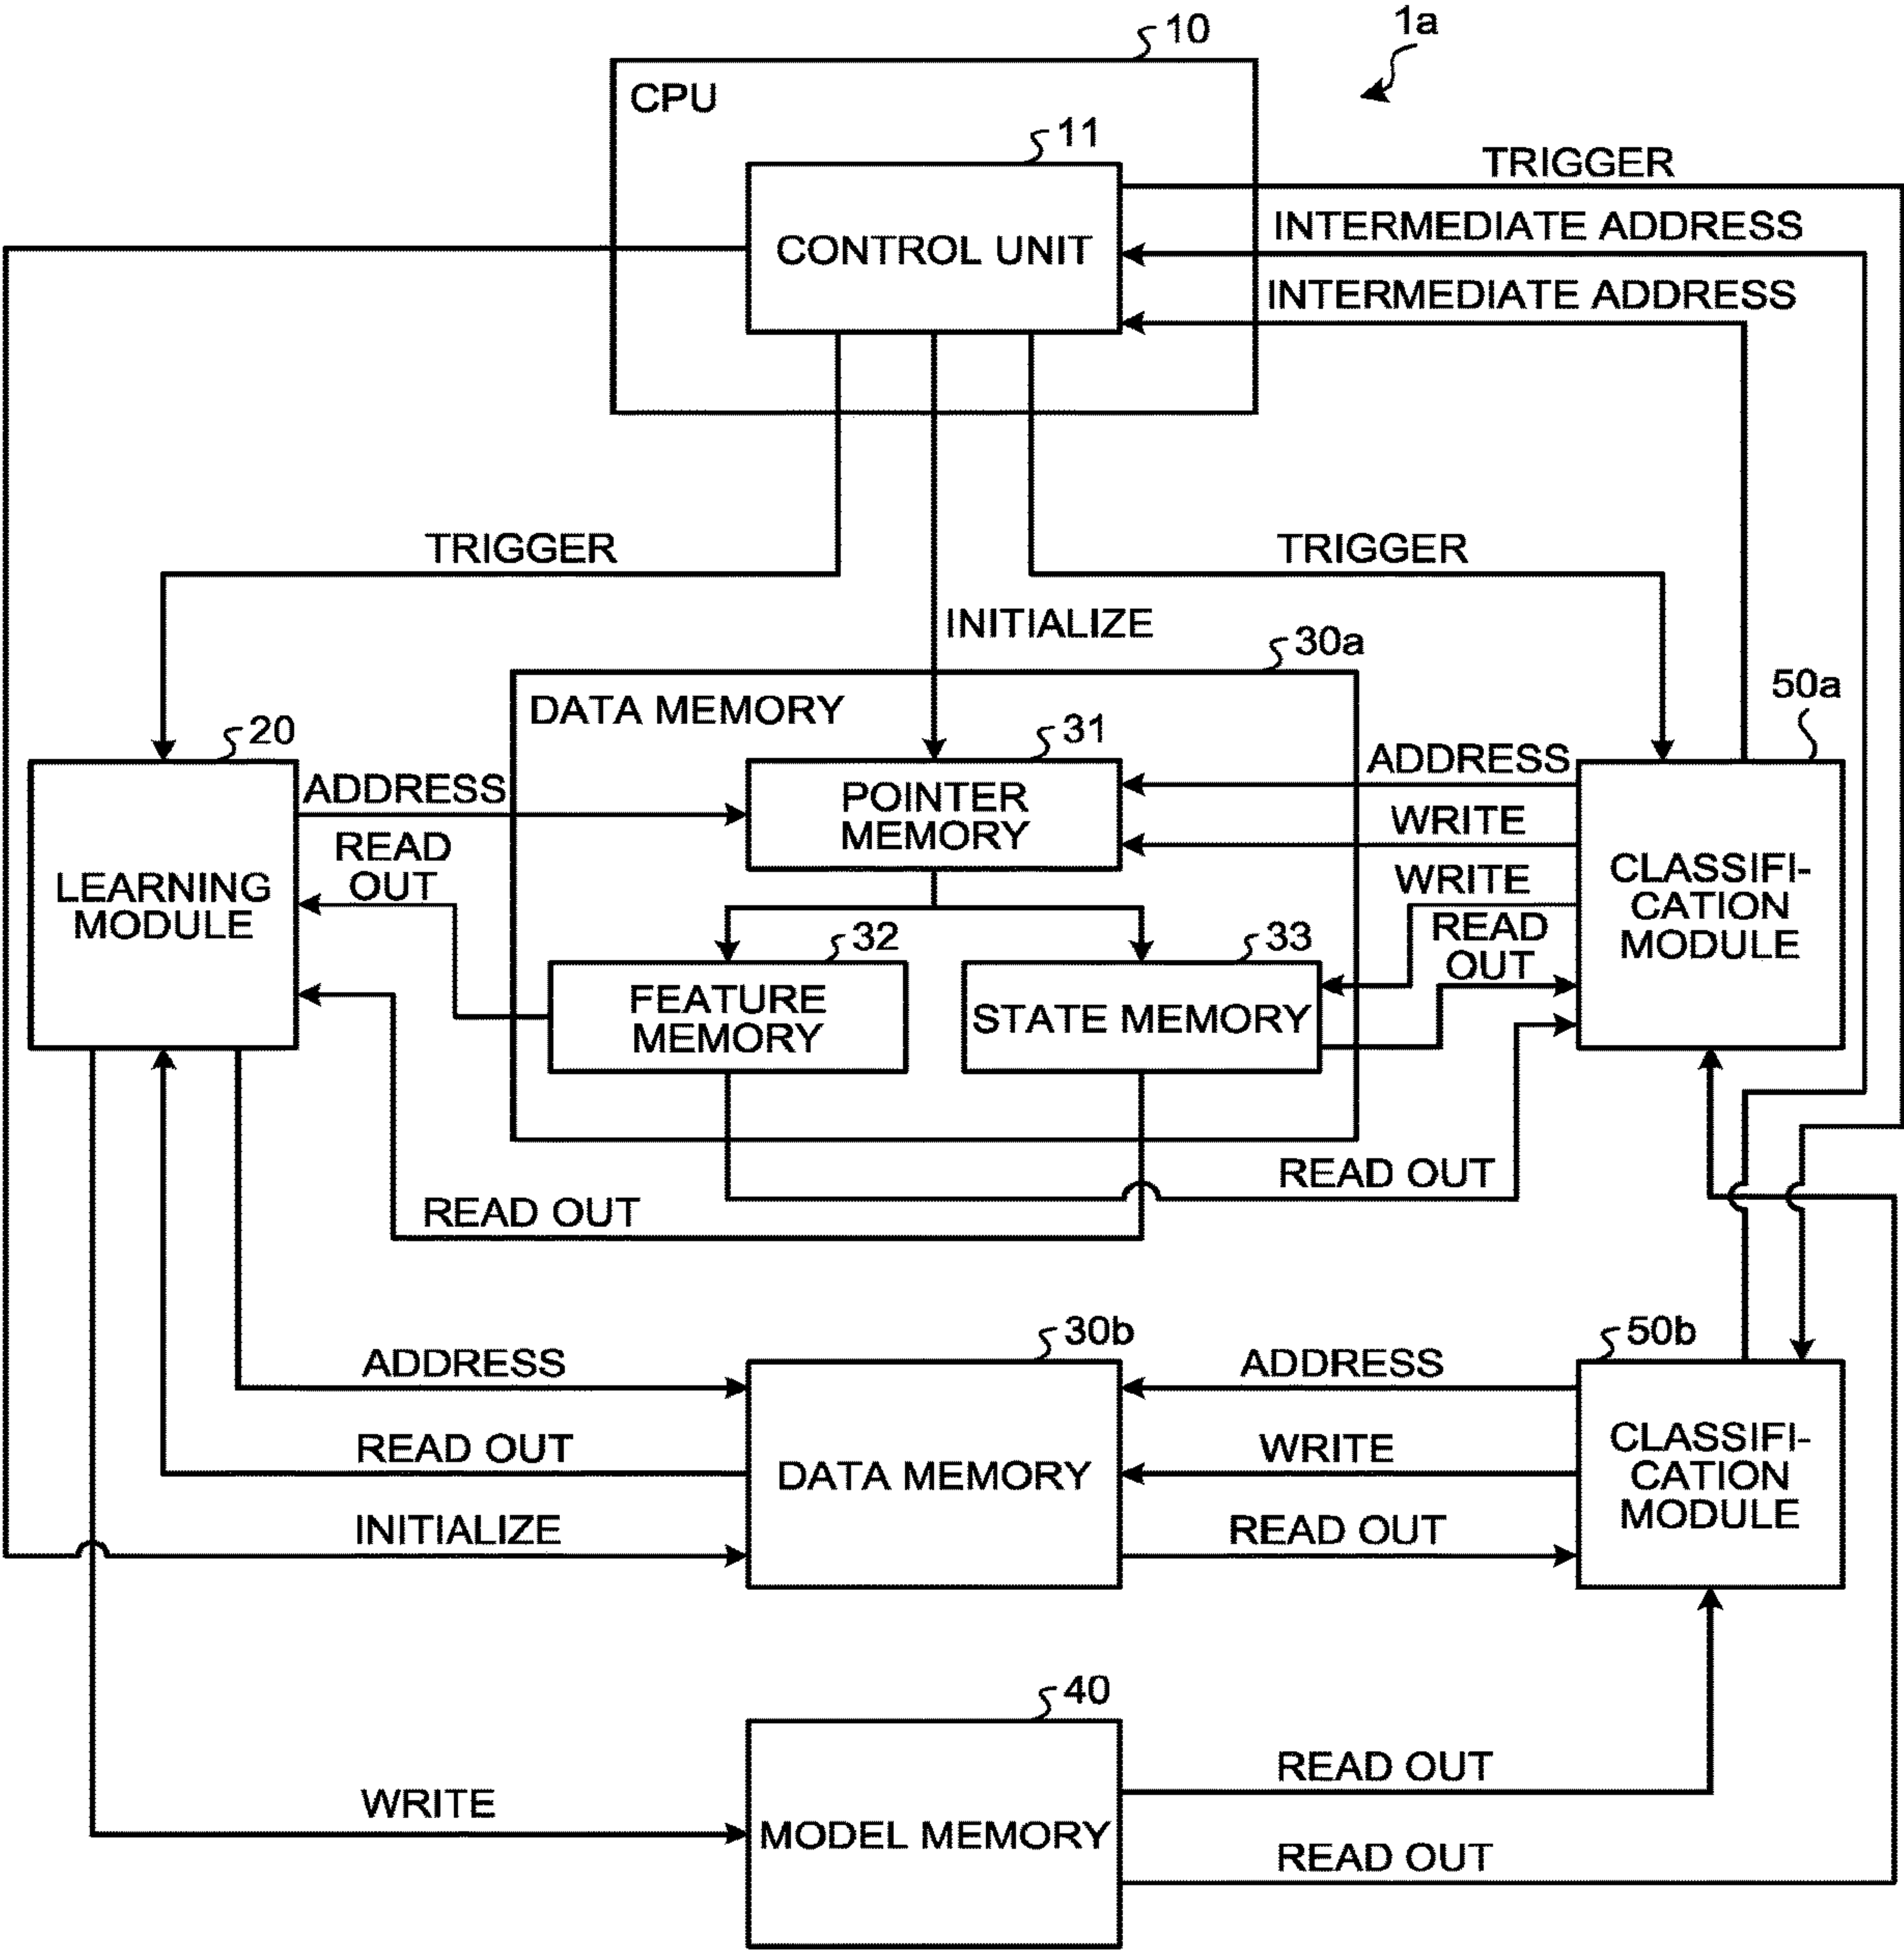 1a
10
CPU
11
TRIGGER
CONTROL UNIT
INTERMEDIATE ADDRESS
INTERMEDIATE ADDRESS
TRIGGER
TRIGGER
INITIALIZE
30a
DATA MEMORY
50a
20
31
ADDRESS
POINTER
MEMORY
ADDRESS
WRITE
READ
OUT
LEARNING
MODULE
CLASSIFI-
CATION
MODULE
WRITE
READ
OUT
32
33
FEATURE
MEMORY
STATE MEMORY
READ OUT
READ OUT
30b
50b
ADDRESS
ADDRESS
READ OUT
DATA MEMORY
WRITE
CLASSIFI-
CATION
MODULE
INITIALIZE
READ OUT
40
READ OUT
WRITE
MODEL MEMORY
READ OUT